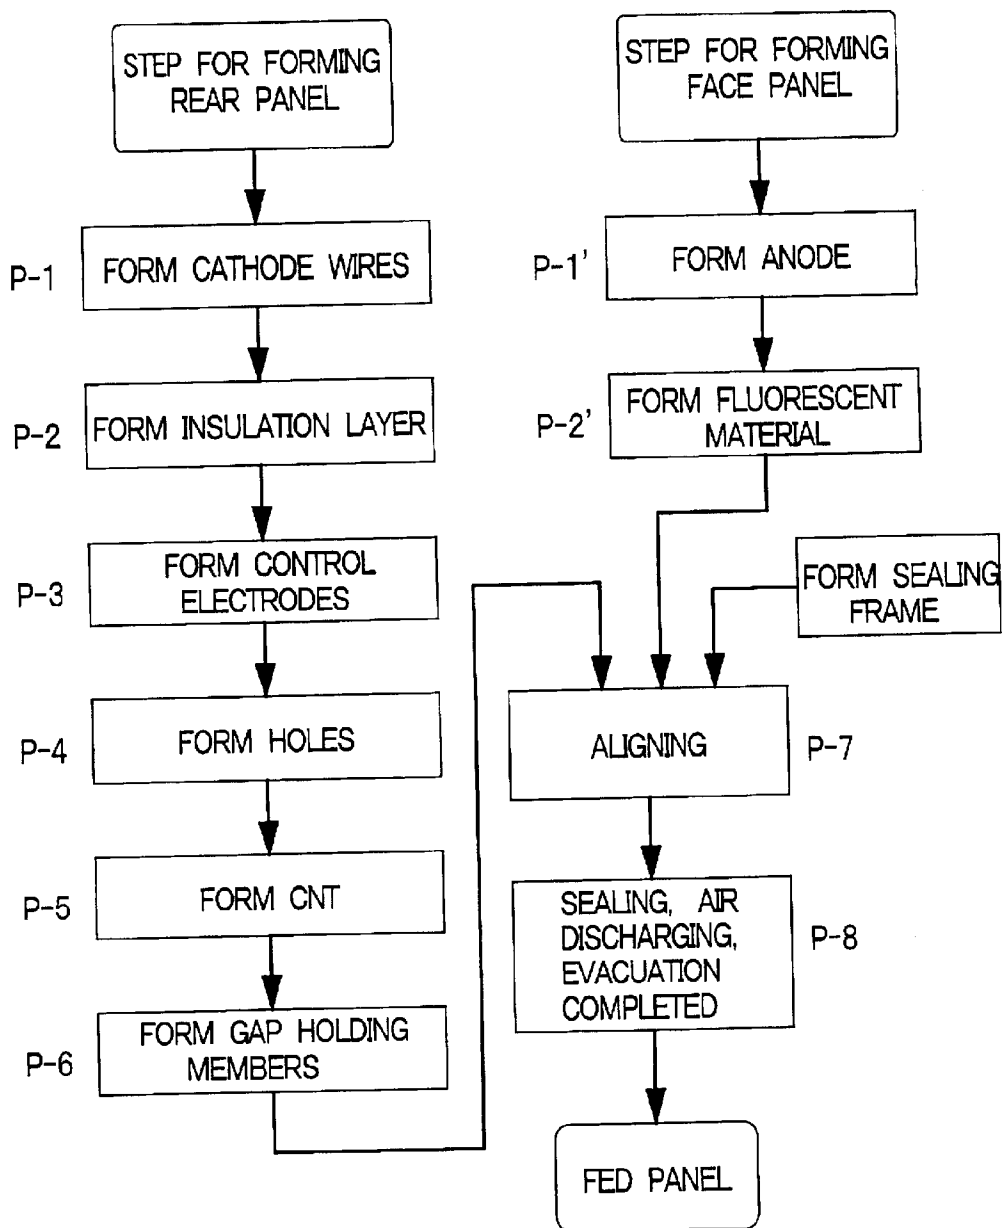 STEP FOR FORMING
REAR PANEL
P-1
FORM CATHODE WIRES
P-2
FORM INSULATION LAYER
P-3
FORM CONTROL
ELECTRODES
P-4
FORM HOLES
P-5
FORM CNT
P-6
FORM GAP HOLDING
MEMBERS
STEP FOR FORMING
FACE PANEL
P-1'
FORM ANODE
P-2'
FORM FLUORESCENT
MATERIAL
FORM SEALING
FRAME
ALIGNING
P-7
SEALING, AIR
DISCHARGING,
EVACUATION
COMPLETED
P-8
FED PANEL